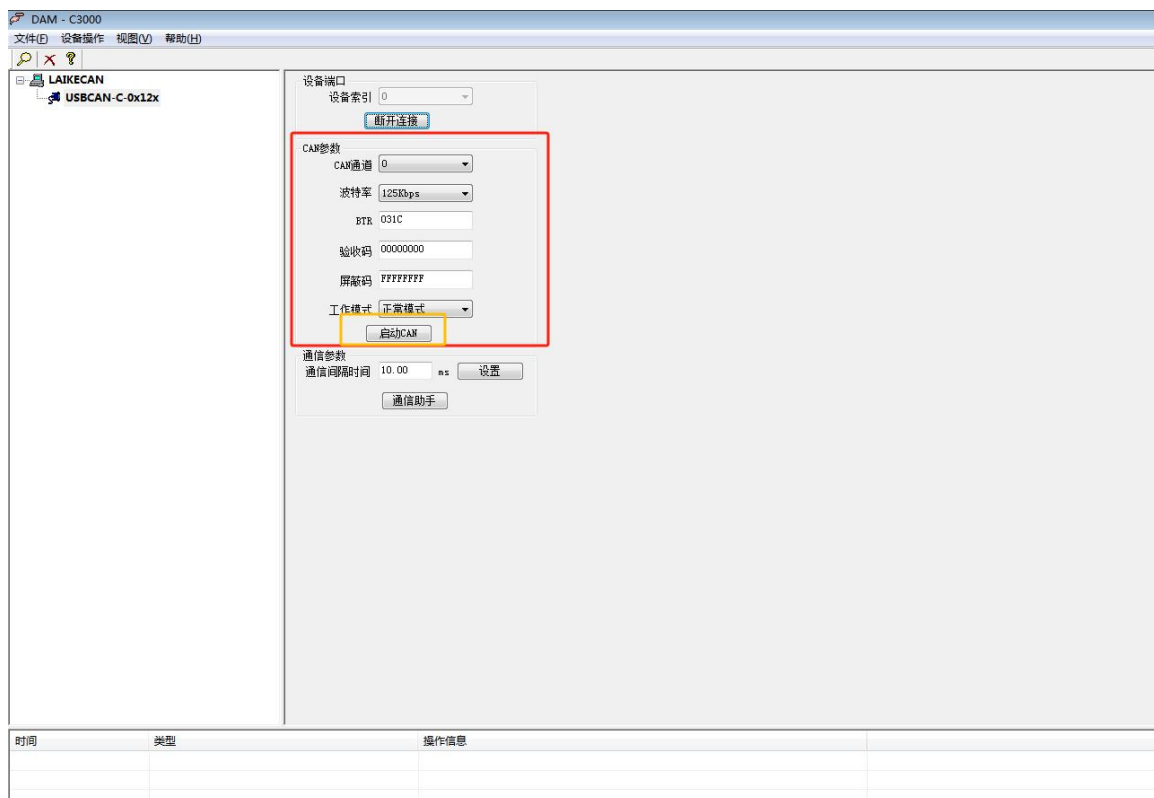 DAM - C3000
文件(F) 设备操作 视图(V) 帮助(H)
LAIKECAN
USBCAN-C-0x12x
设备端口
设备索引 0
断开连接
CAN参数
CAN通道 0
波特率 125Kbps
BTR 031C
验收码 00000000
屏蔽码 FFFFFFFF
工作模式 正常模式
启动CAN
通信参数
通信间隔时间 10.00 ms 设置
通信助手
时间 类型 操作信息